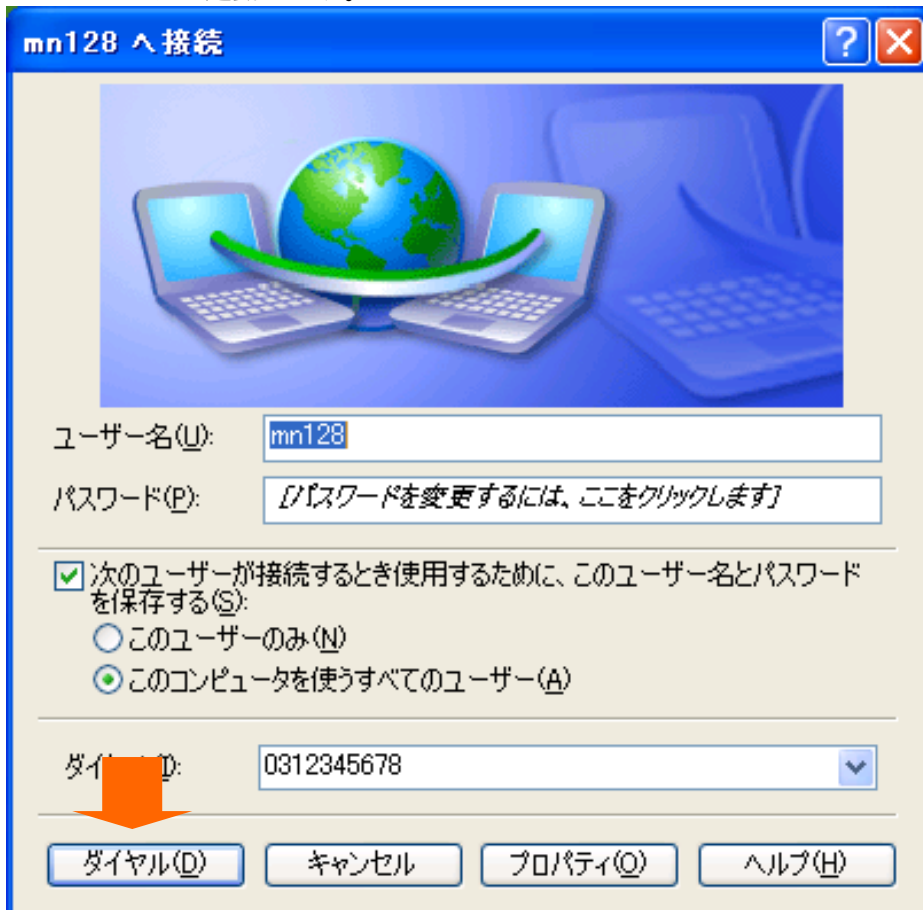 mn128 へ接続
ユーザー名(U):
mn128
パスワード(P):
[パスワードを変更するには、ここをクリックします]
次のユーザーが接続するとき使用するために、このユーザー名とパスワード
を保存する(S):
このユーザーのみ(N)
このコンピュータを使うすべてのユーザー(A)
0312345678
ダイヤル(D)
キャンセル
プロパティ(O)
ヘルプ(H)